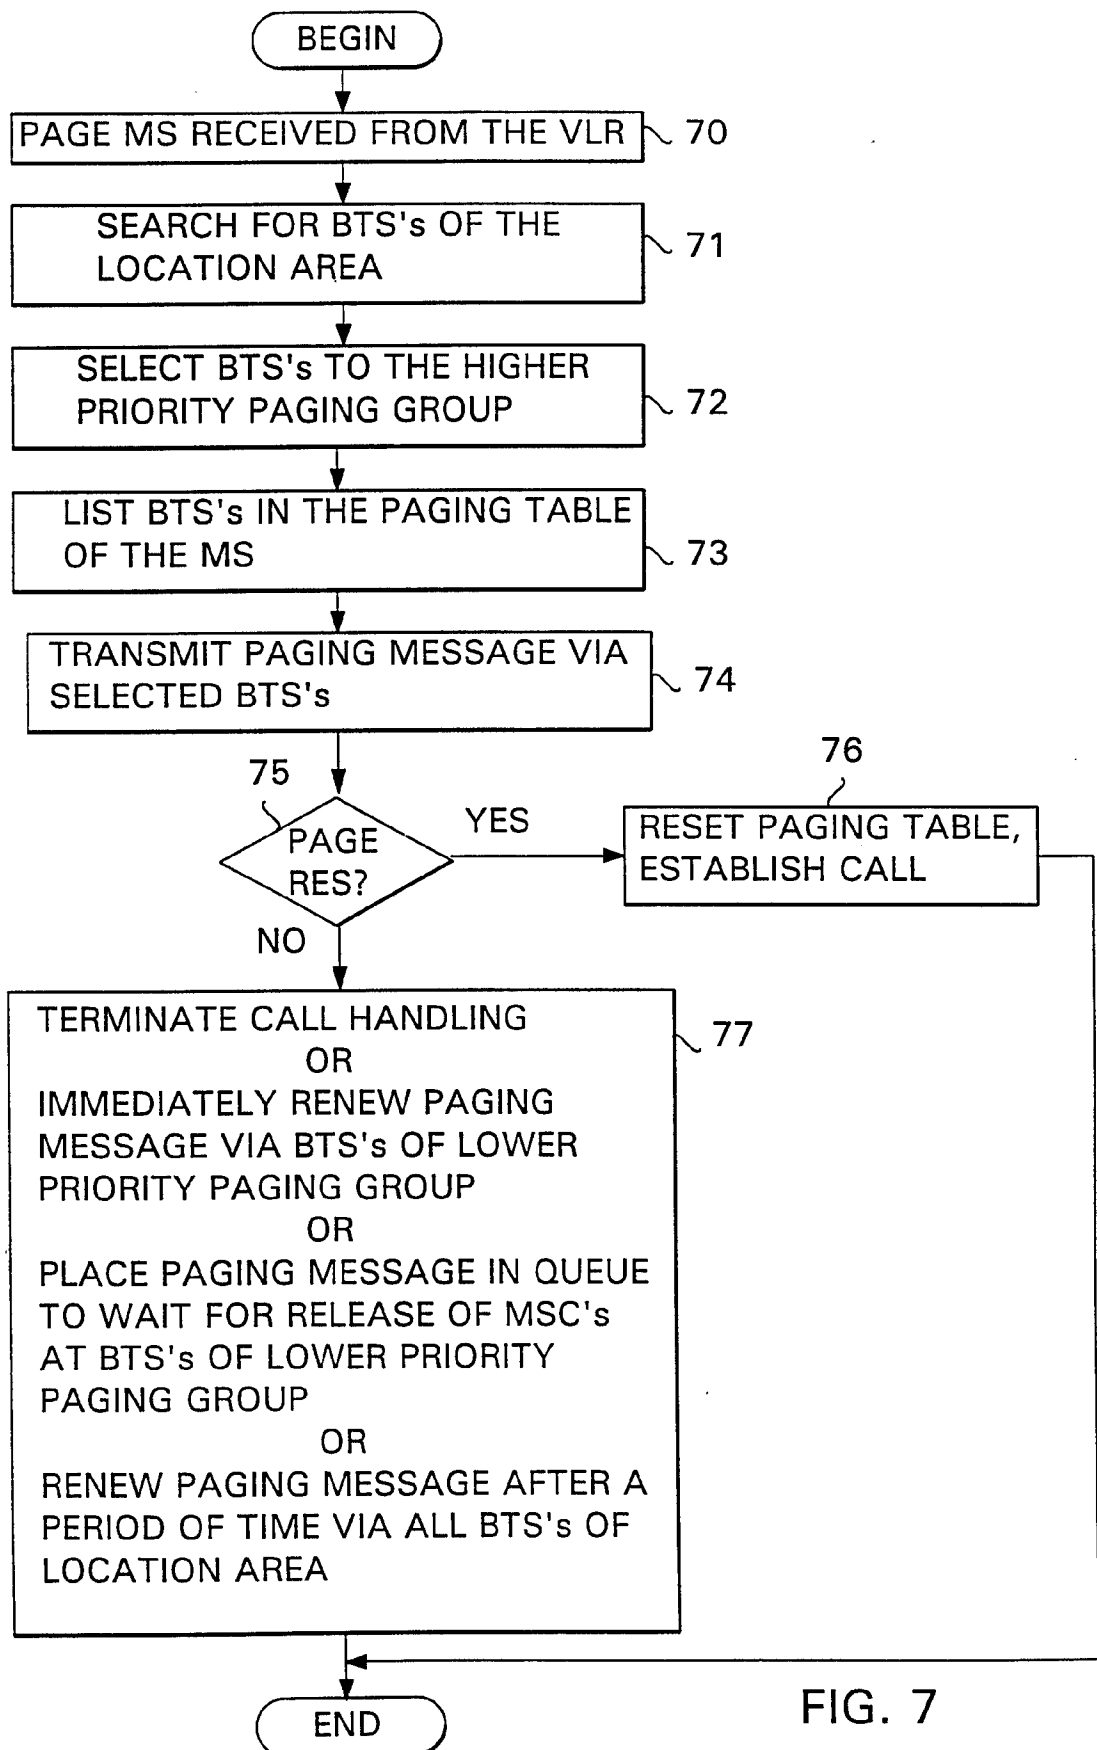 BEGIN
PAGE MS RECEIVED FROM THE VLR
70
SEARCH FOR BTS's OF THE
LOCATION AREA
71
SELECT BTS's TO THE HIGHER
PRIORITY PAGING GROUP
72
LIST BTS's IN THE PAGING TABLE
OF THE MS
73
TRANSMIT PAGING MESSAGE VIA
SELECTED BTS's
74
75
PAGE
RES?
YES
76
RESET PAGING TABLE,
ESTABLISH CALL
NO
TERMINATE CALL HANDLING
OR
IMMEDIATELY RENEW PAGING
MESSAGE VIA BTS's OF LOWER
PRIORITY PAGING GROUP
OR
PLACE PAGING MESSAGE IN QUEUE
TO WAIT FOR RELEASE OF MSC's
AT BTS's OF LOWER PRIORITY
PAGING GROUP
OR
RENEW PAGING MESSAGE AFTER A
PERIOD OF TIME VIA ALL BTS's OF
LOCATION AREA
77
END
FIG. 7